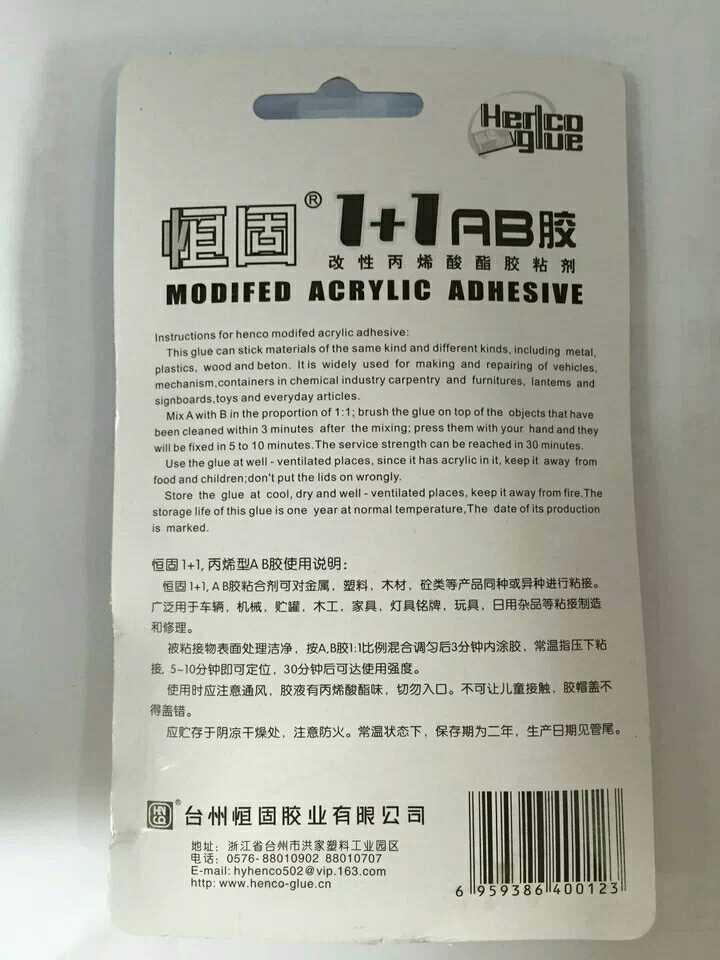 Henco
glue
恒固® 1+1 AB胶
改性丙烯酸酯胶粘剂
MODIFED ACRYLIC ADHESIVE
Instructions for henco modifed acrylic adhesive:
This glue can stick materials of the same kind and different kinds, including metal,
plastics, wood and beton. It is widely used for making and repairing of vehicles,
mechanism,containers in chemical industry carpentry and furnitures, lantems and
signboards,toys and everyday articles.
Mix A with B in the proportion of 1:1; brush the glue on top of the objects that have
been cleaned within 3 minutes after the mixing; press them with your hand and they
will be fixed in 5 to 10 minutes.The service strength can be reached in 30 minutes.
Use the glue at well - ventilated places, since it has acrylic in it, keep it away from
food and children;don't put the lids on wrongly.
Store the glue at cool, dry and well - ventilated places, keep it away from fire.The
storage life of this glue is one year at normal temperature,The date of its production
is marked.
恒固1+1, 丙烯型A B胶使用说明：
恒固1+1, A B胶粘合剂可对金属，塑料，木材，砼类等产品同种或异种进行粘接。
广泛用于车辆，机械，贮罐，木工，家具，灯具铭牌，玩具，日用杂品等粘接制造
和修理。
被粘接物表面处理洁净，按A,B胶1:1比例混合调匀后3分钟内涂胶，常温指压下粘
接, 5~10分钟即可定位，30分钟后可达使用强度。
使用时应注意通风，胶液有丙烯酸酯味，切勿入口。不可让儿童接触，胶帽盖不
得盖错。
应贮存于阴凉干燥处，注意防火。常温状态下，保存期为二年，生产日期见管尾。
® 台州恒固胶业有限公司
地址：浙江省台州市洪家塑料工业园区
电话：0576-88010902 88010707
E-mail: hyhenco502@vip.163.com
http: www.henco-glue.cn
6 959386 400123